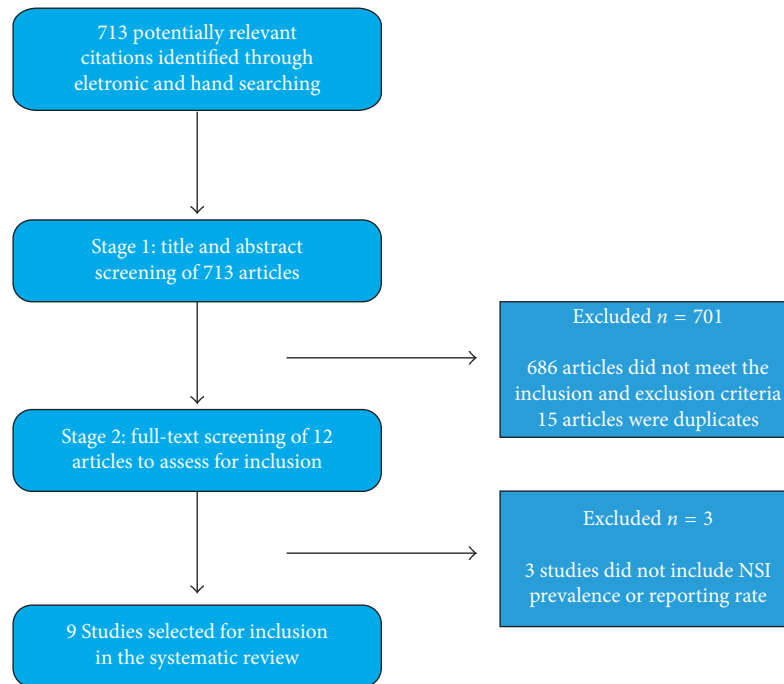 713 potentially relevant
citations identified through
eletronic and hand searching
Stage 1: title and abstract
screening of 713 articles
Excluded n = 701
686 articles did not meet the
inclusion and exclusion criteria
15 articles were duplicates
Stage 2: full-text screening of 12
articles to assess for inclusion
Excluded n = 3
3 studies did not include NSI
prevalence or reporting rate
9 Studies selected for inclusion
in the systematic review